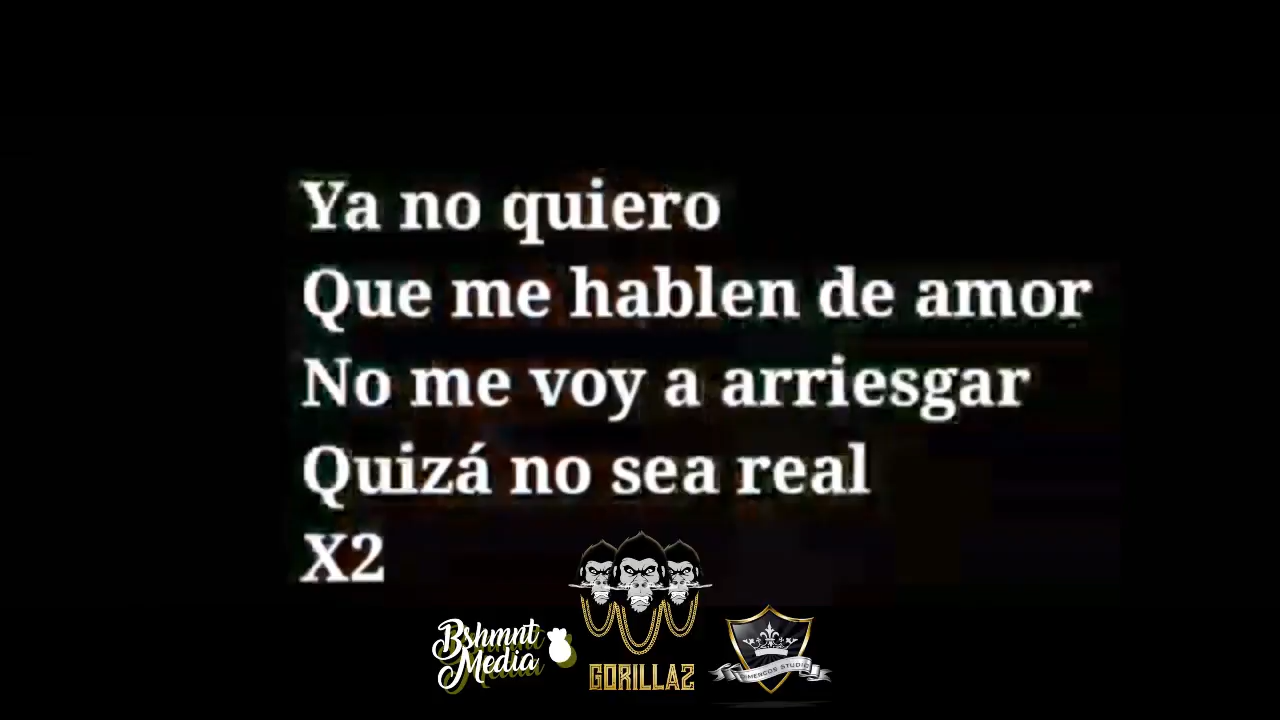 Ya no quiero
Que me hablen de amor
No me voy a arriesgar
Quizá no sea real
X2
Bshmnt
Media
GORILLAZ
STUDIO